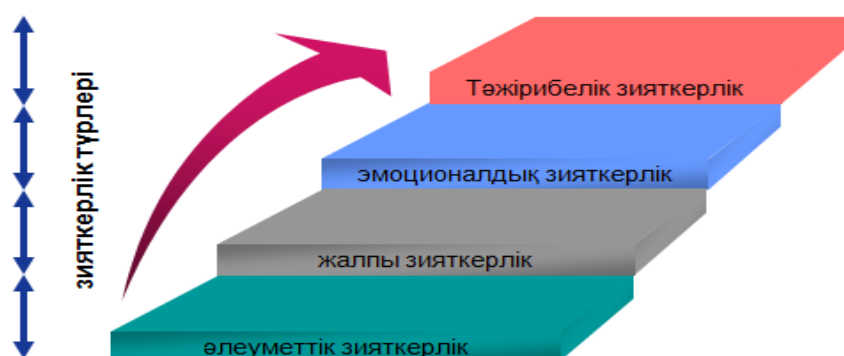 зияткерлік түрлері
Тәжірибелік зияткерлік
эмоционалдық зияткерлік
жалпы зияткерлік
әлеуметтік зияткерлік